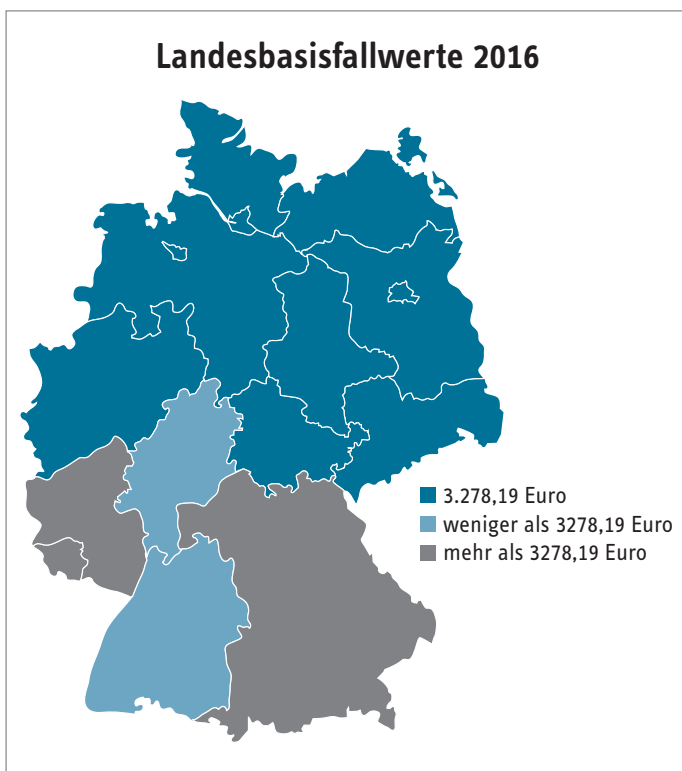 Landesbasisfallwerte 2016
3.278,19 Euro
weniger als 3278,19 Euro
mehr als 3278,19 Euro